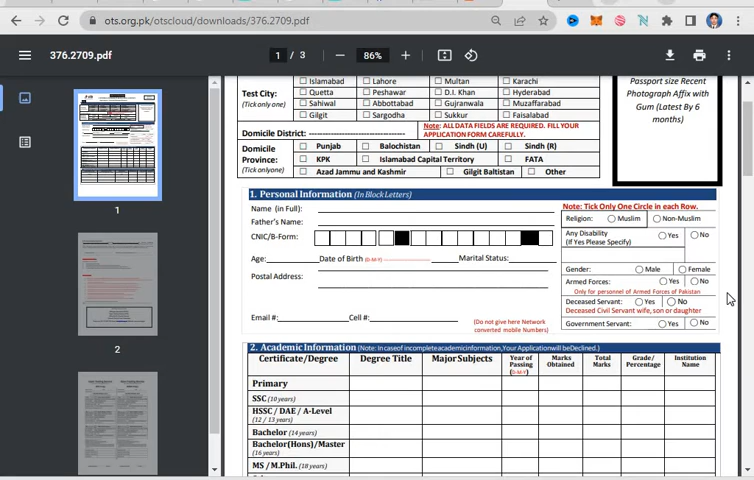 ots.org.pk/otscloud/downloads/376.2709.pdf
376.2709.pdf
1 / 3
86%
Test City:
(Tick only one)
Islamabad Lahore Multan Karachi
Quetta Peshawar D.I. Khan Hyderabad
Sahiwal Abbottabad Gujranwala Muzaffarabad
Gilgit Sargodha Sukkur Faisalabad
Passport size Recent
Photograph Affix with
Gum (Latest By 6
months)
Domicile District:
Note: ALL DATA FIELDS ARE REQUIRED. FILL YOUR
APPLICATION FORM CAREFULLY.
Domicile
Province:
(Tick onlyone)
Punjab Balochistan Sindh (U) Sindh (R)
KPK Islamabad Capital Territory FATA
Azad Jammu and Kashmir Gilgit Baltistan Other
1. Personal Information (In Block Letters)
Name (in Full):
Father's Name:
CNIC/B-Form:
Age: Date of Birth (D-M-Y) Marital Status:
Postal Address:
Email #: Cell #:
(Do not give here Network
converted mobile Numbers)
Note: Tick Only One Circle in each Row.
Religion: Muslim Non-Muslim
Any Disability
(If Yes Please Specify)
Yes No
Gender: Male Female
Armed Forces: Yes No
Only for personnel of Armed Forces of Pakistan
Deceased Servant: Yes No
Deceased Civil Servant wife, son or daughter
Government Servant: Yes No
2. Academic Information (Note: In caseof incompleteacademicinformation,Your Application will beDeclined.)
Certificate/Degree Degree Title Major Subjects Year of Passing (D-M-Y) Marks Obtained Total Marks Grade/ Percentage Institution Name
Primary
SSC (10 years)
HSSC / DAE / A-Level
(12 / 13 years)
Bachelor (14 years)
Bachelor(Hons)/Master
(16 years)
MS / M.Phil. (18 years)
1
2